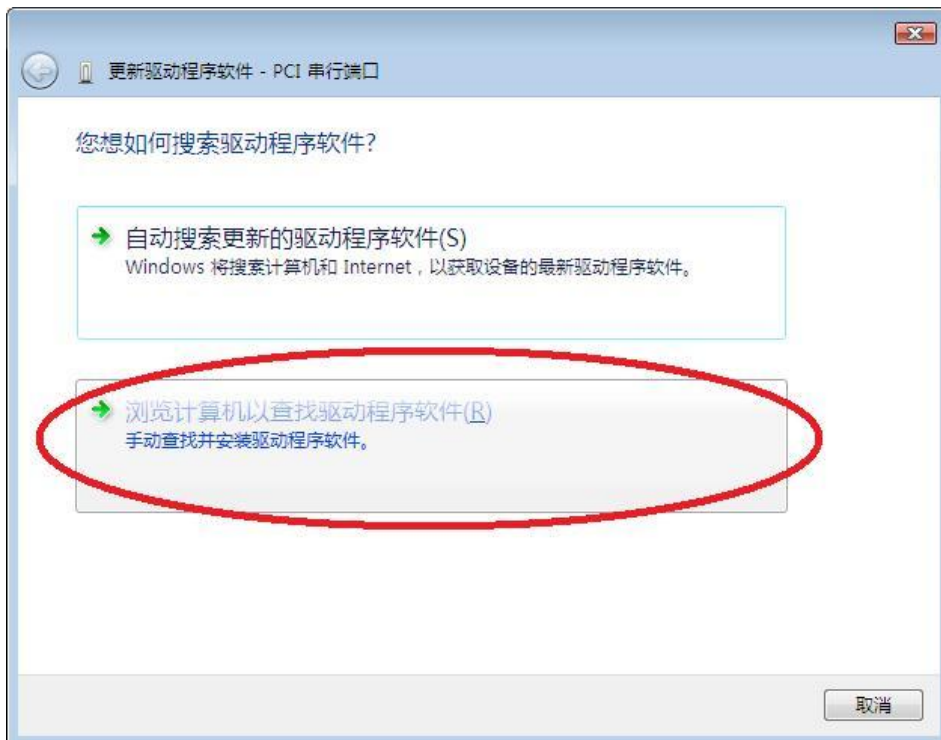 更新驱动程序软件 - PCI 串行端口
您想如何搜索驱动程序软件?
自动搜索更新的驱动程序软件(S)
Windows 将搜索计算机和 Internet，以获取设备的最新驱动程序软件。
浏览计算机以查找驱动程序软件(R)
手动查找并安装驱动程序软件。
取消